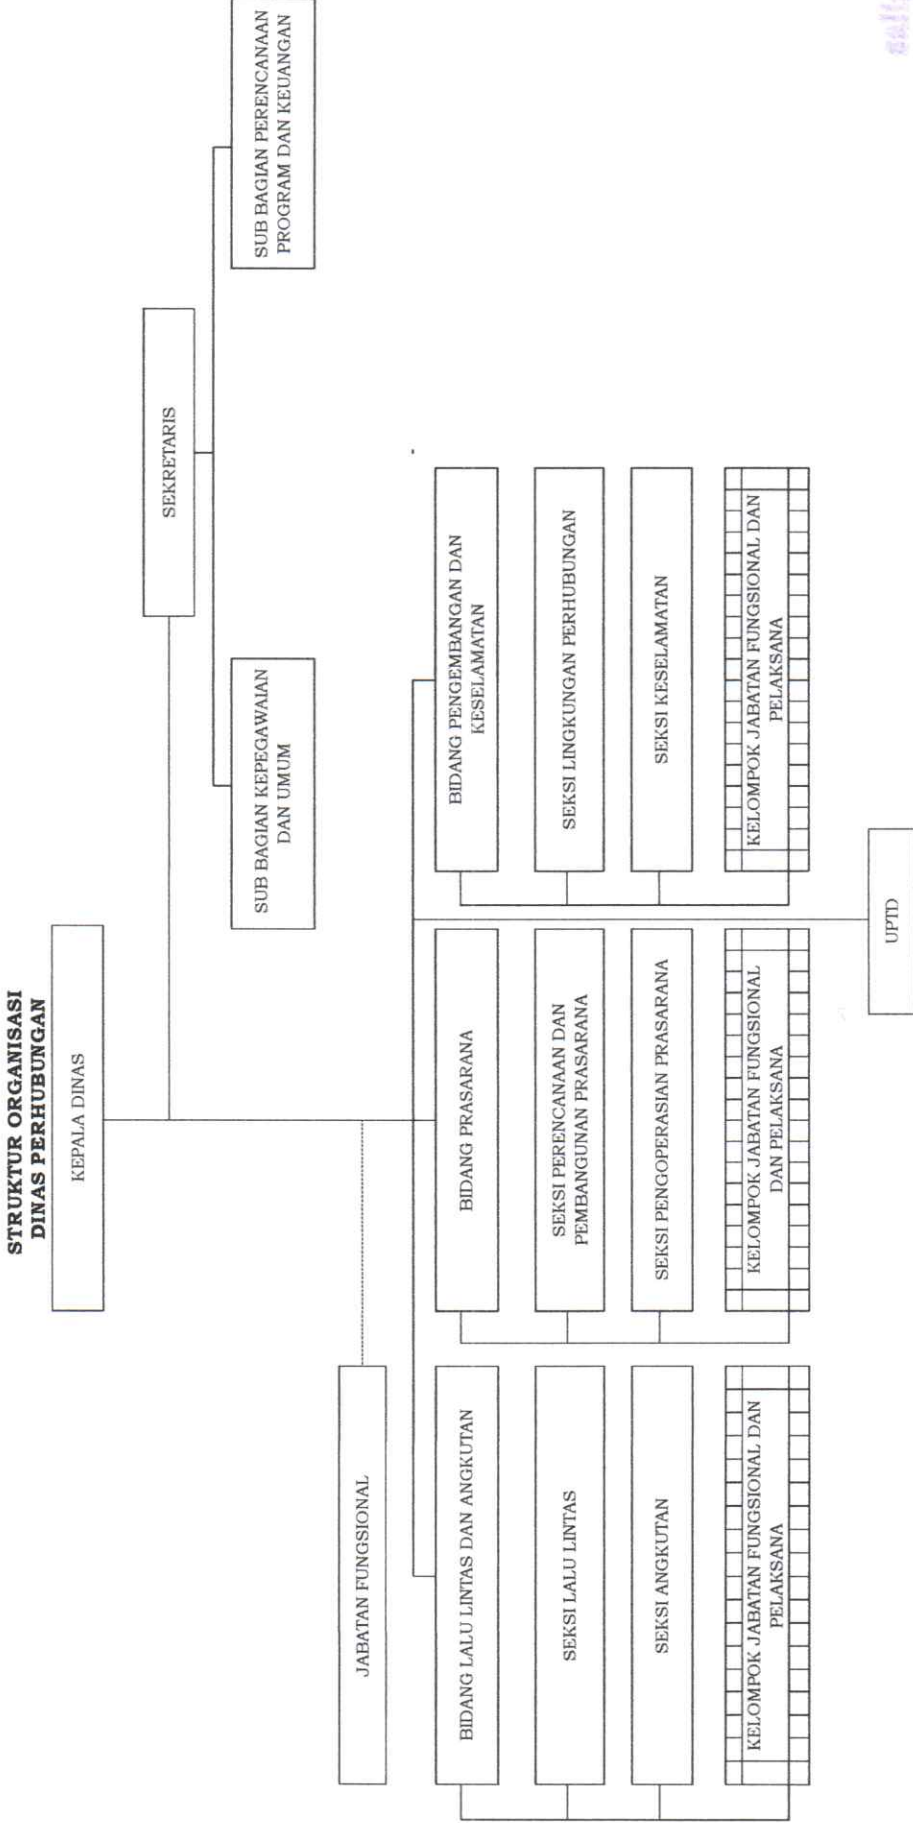 STRUKTUR ORGANISASI
DINAS PERHUBUNGAN
KEPALA DINAS
SEKRETARIS
SUB BAGIAN KEPEGAWAIAN
DAN UMUM
SUB BAGIAN PERENCANAAN
PROGRAM DAN KEUANGAN
JABATAN FUNGSIONAL
BIDANG LALU LINTAS DAN ANGKUTAN
SEKSI LALU LINTAS
SEKSI ANGKUTAN
KELOMPOK JABATAN FUNGSIONAL DAN
PELAKSANA
BIDANG PRASARANA
SEKSI PERENCANAAN DAN
PEMBANGUNAN PRASARANA
SEKSI PENGOPERASIAN PRASARANA
KELOMPOK JABATAN FUNGSIONAL
DAN PELAKSANA
BIDANG PENGEMBANGAN DAN
KESELAMATAN
SEKSI LINGKUNGAN PERHUBUNGAN
SEKSI KESELAMATAN
KELOMPOK JABATAN FUNGSIONAL DAN
PELAKSANA
UPTD